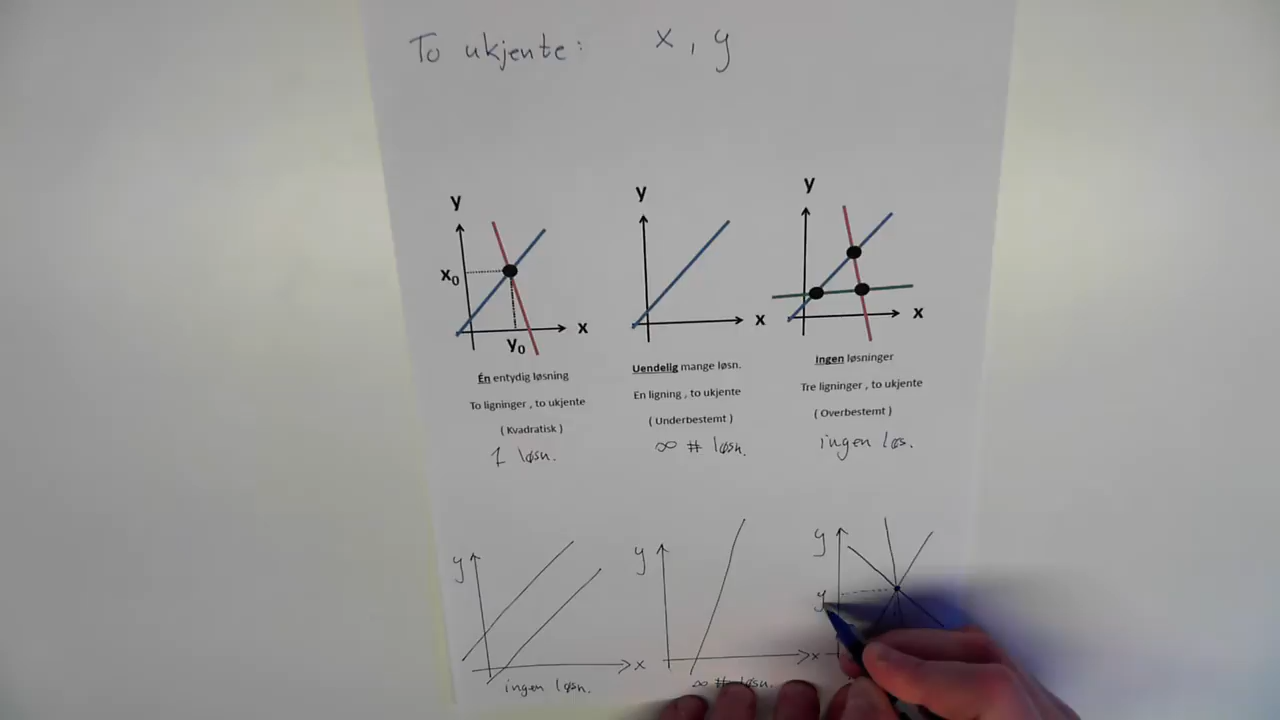 To ukjente: x, y
y
x₀
y₀
x
Én entydig løsning
To ligninger , to ukjente
( Kvadratisk )
1 løsn.
y
x
Uendelig mange løsn.
En ligning , to ukjente
( Underbestemt )
∞ # løsn.
y
x
Ingen løsninger
Tre ligninger , to ukjente
( Overbestemt )
ingen løs.
y
x
ingen løsn.
y
x
∞ # løsn.
y
y